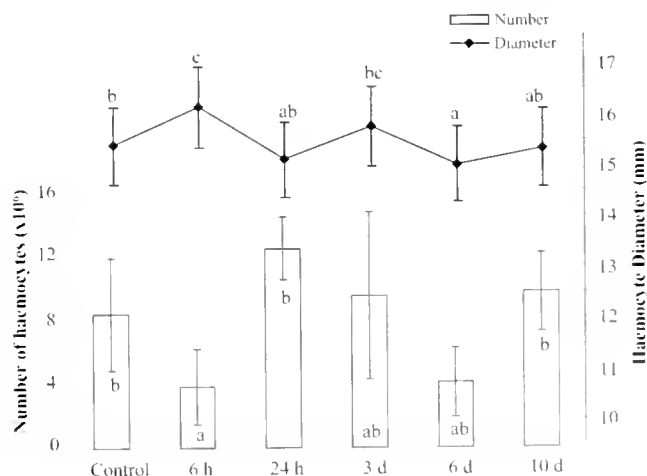 Number
Diameter
b
c
ab
bc
a
ab
17
16
15
14
13
12
11
10
Haemocyte Diameter (mm)
16
12
8
4
0
Number of haemocytes (x10⁶)
b
a
b
ab
ab
b
Control
6 h
24 h
3 d
6 d
10 d